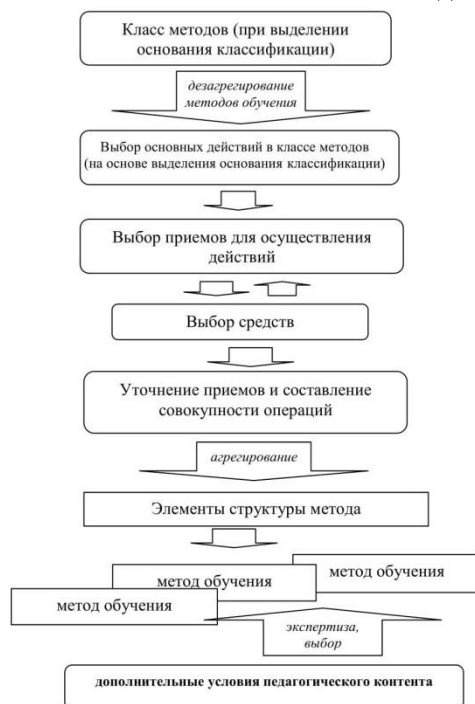 Класс методов (при выделении
основания классификации)
дезагрегирование
методов обучения
Выбор основных действий в классе методов
(на основе выделения основания классификации)
Выбор приемов для осуществления
действий
Выбор средств
Уточнение приемов и составление
совокупности операций
агрегирование
Элементы структуры метода
метод обучения
метод обучения
метод обучения
экспертиза,
выбор
дополнительные условия педагогического контента